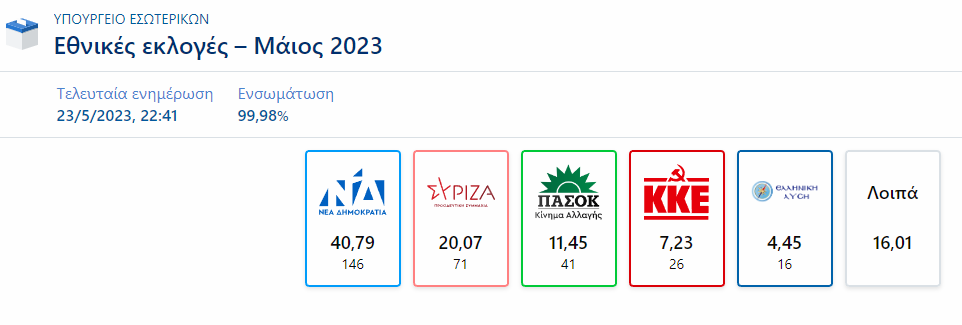 ΥΠΟΥΡΓΕΙΟ ΕΣΩΤΕΡΙΚΩΝ
Εθνικές εκλογές – Μάιος 2023
Τελευταία ενημέρωση Ενσωμάτωση
23/5/2023, 22:41 99,98%
ΝΔ
ΝΕΑ ΔΗΜΟΚΡΑΤΙΑ
40,79
146
ΣΥΡΙΖΑ
ΠΡΟΟΔΕΥΤΙΚΗ ΣΥΜΜΑΧΙΑ
20,07
71
ΠΑΣΟΚ
Κίνημα Αλλαγής
11,45
41
ΚΚΕ
7,23
26
ΕΛΛΗΝΙΚΗ
ΛΥΣΗ
4,45
16
Λοιπά
16,01